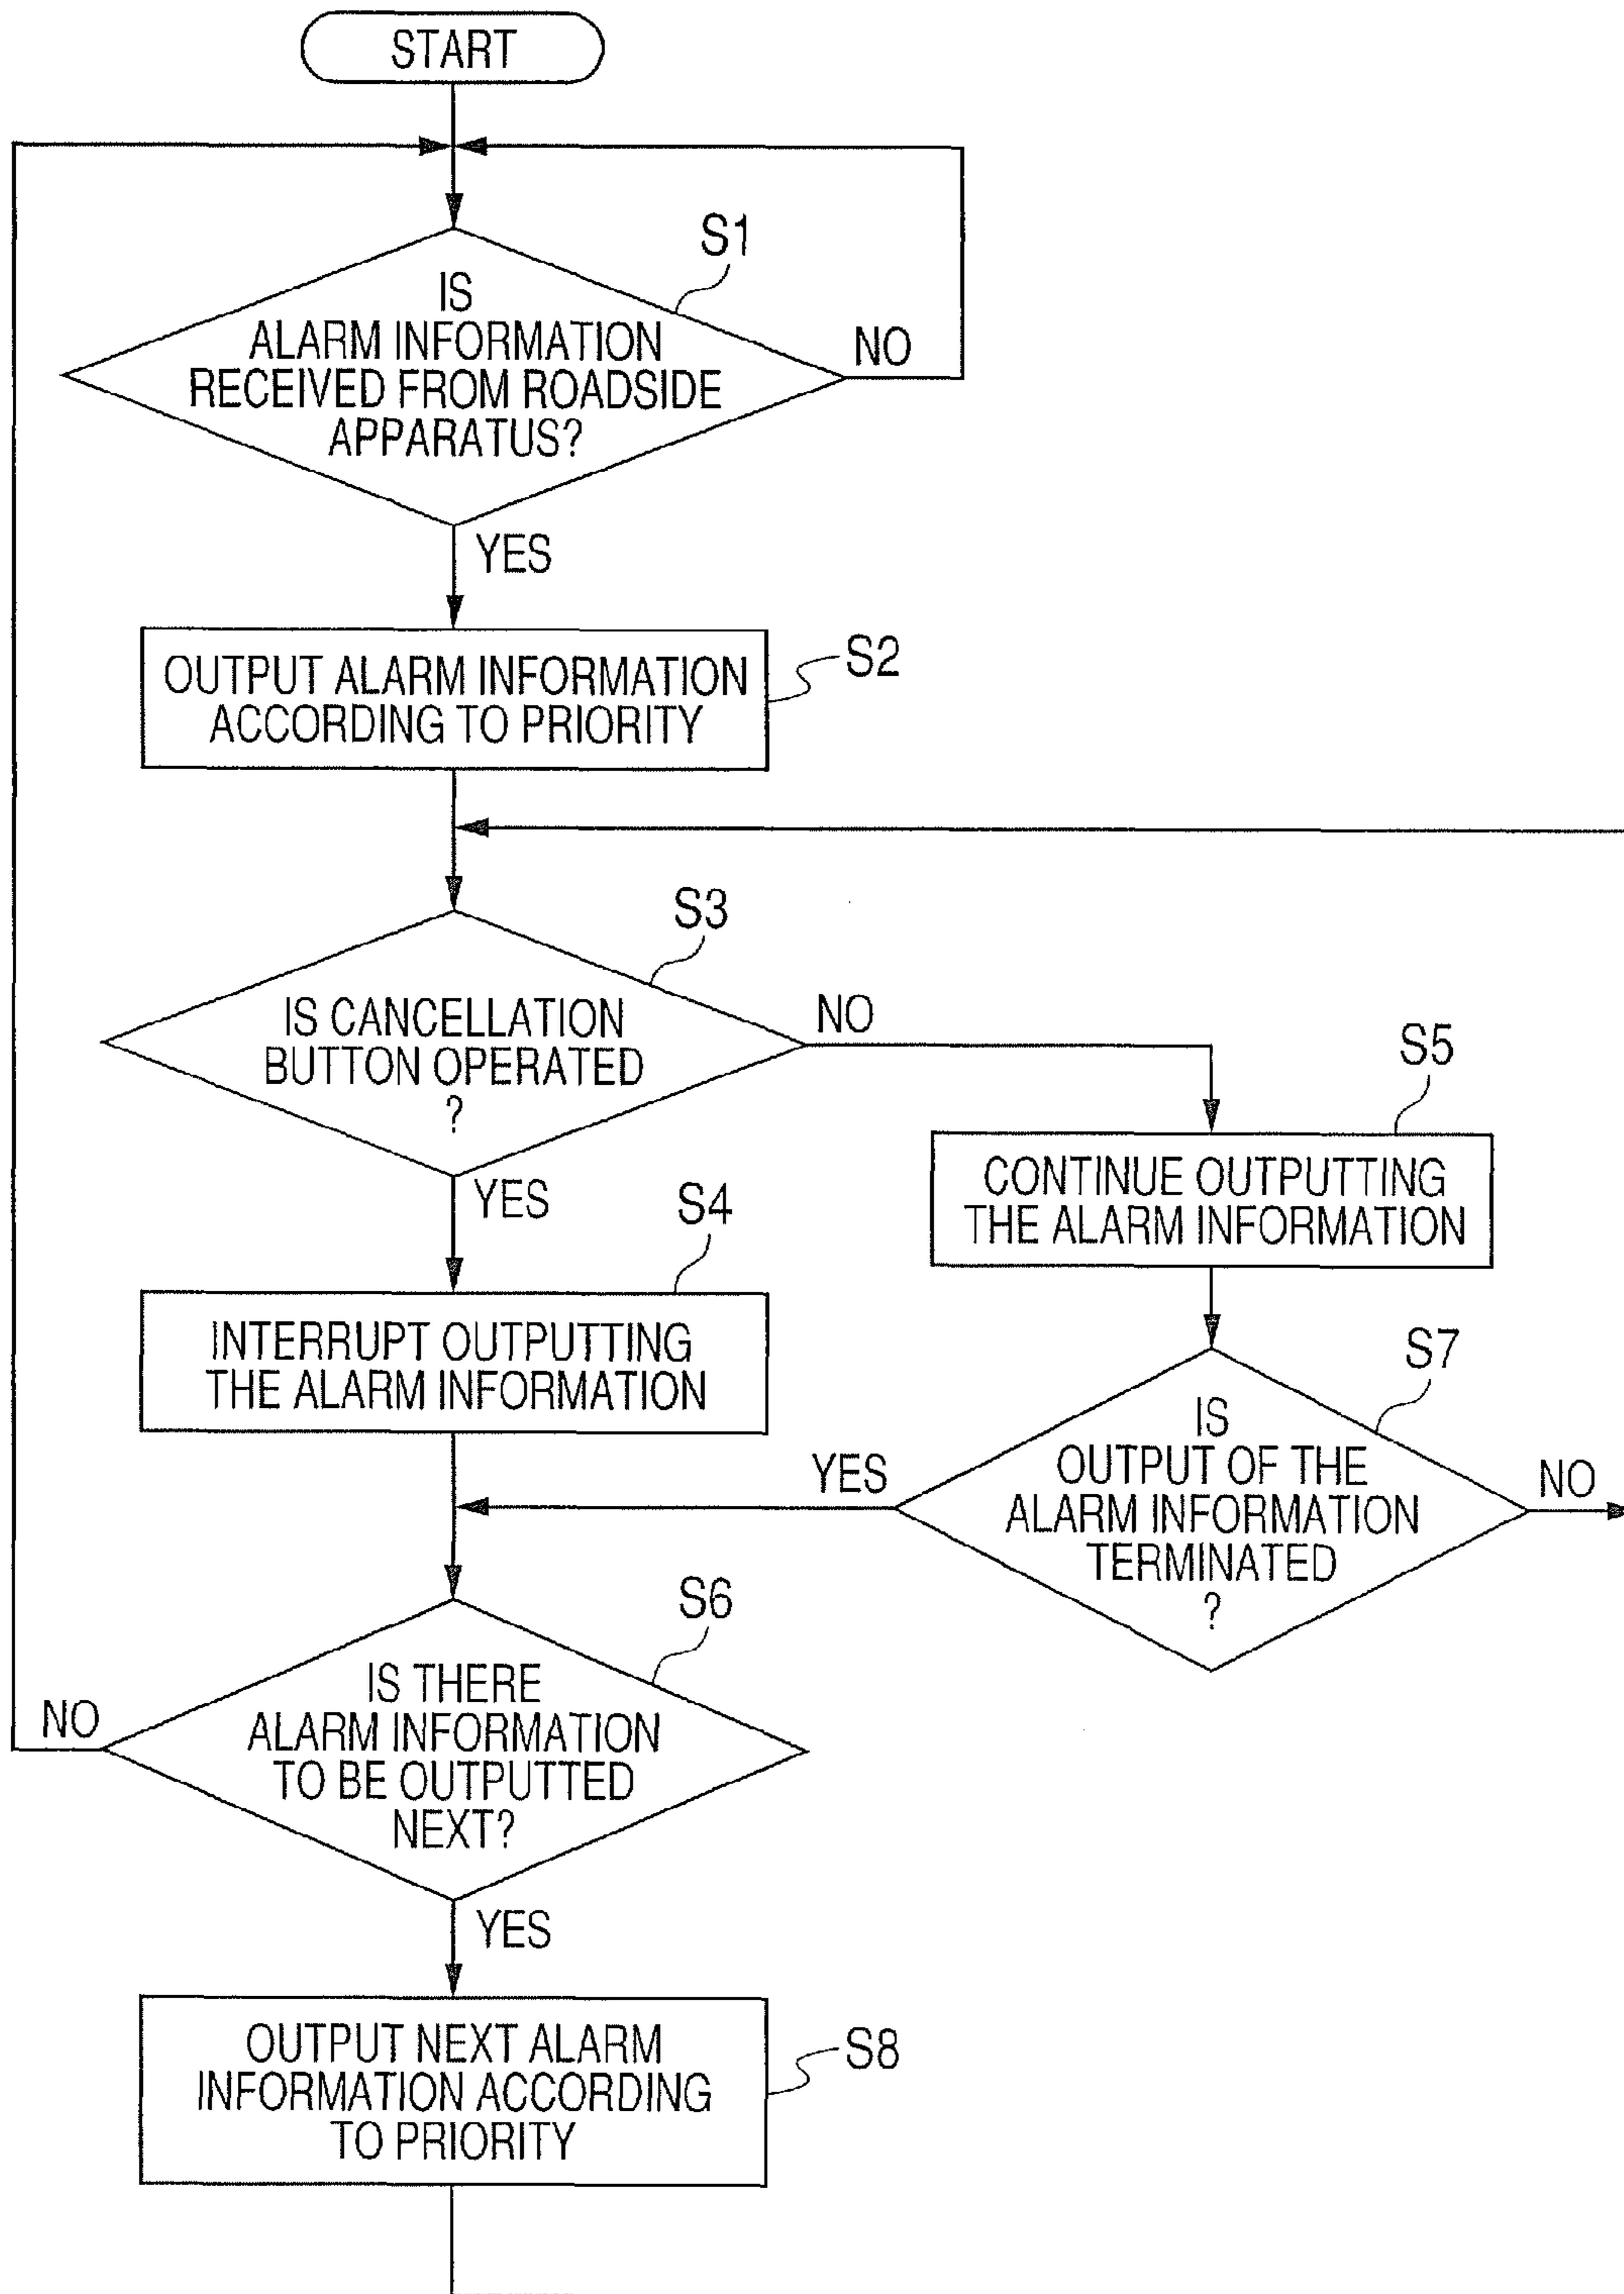 START
S1
IS
ALARM INFORMATION
RECEIVED FROM ROADSIDE
APPARATUS?
NO
YES
OUTPUT ALARM INFORMATION
ACCORDING TO PRIORITY
S2
S3
IS CANCELLATION
BUTTON OPERATED
?
NO
YES
S5
CONTINUE OUTPUTTING
THE ALARM INFORMATION
S4
INTERRUPT OUTPUTTING
THE ALARM INFORMATION
S7
IS
OUTPUT OF THE
ALARM INFORMATION
TERMINATED
?
YES
NO
S6
IS THERE
ALARM INFORMATION
TO BE OUTPUTTED
NEXT?
NO
YES
OUTPUT NEXT ALARM
INFORMATION ACCORDING
TO PRIORITY
S8